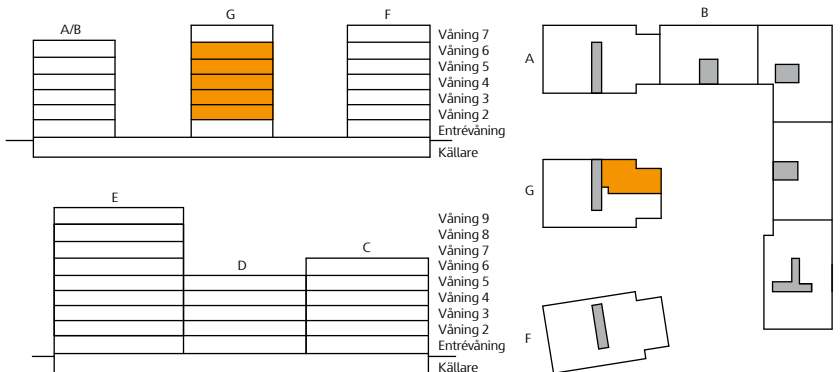 A/B
G
F
Våning 7
Våning 6
Våning 5
Våning 4
Våning 3
Våning 2
Entrévåning
Källare
E
D
C
Våning 9
Våning 8
Våning 7
Våning 6
Våning 5
Våning 4
Våning 3
Våning 2
Entrévåning
Källare
B
A
G
F